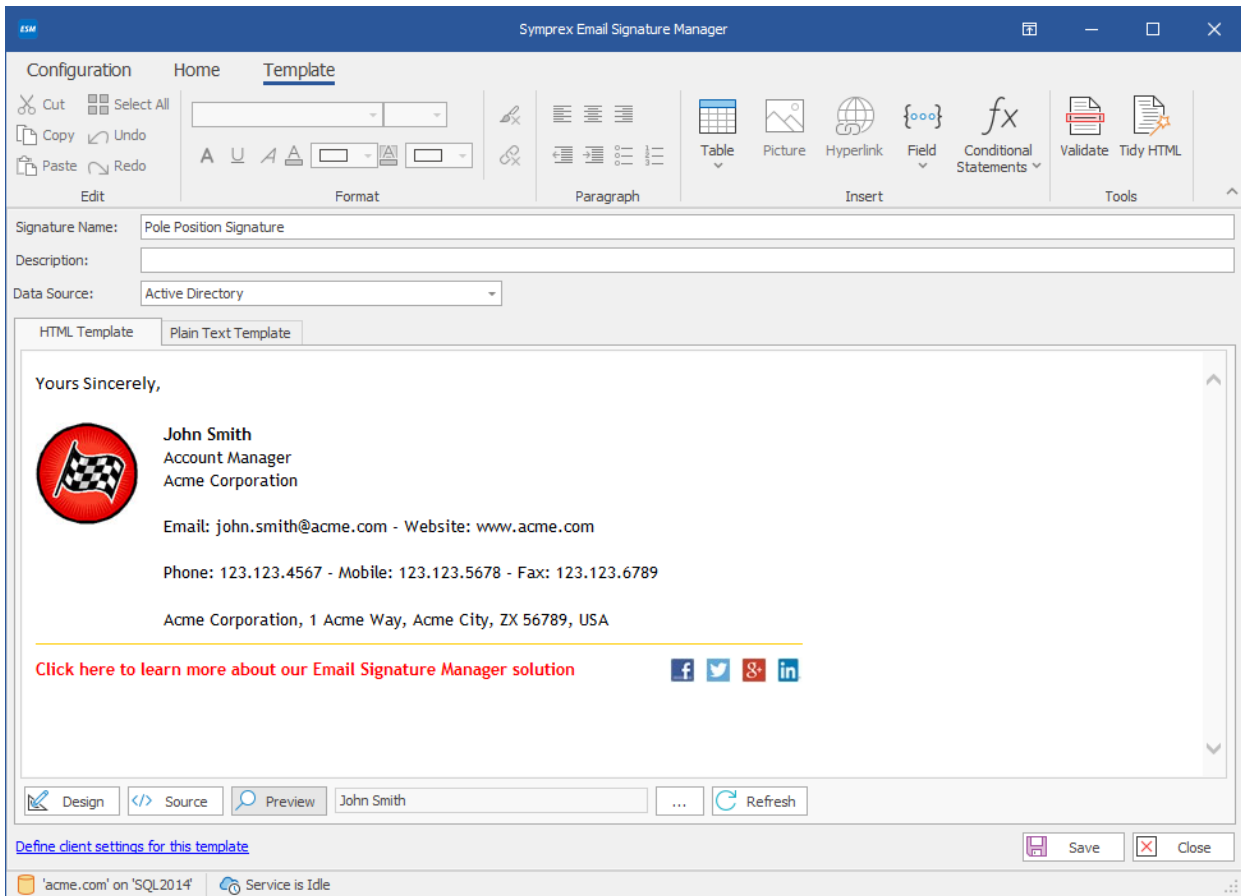 ESM Symprex Email Signature Manager
Configuration Home Template
Cut Select All
Copy Undo
Paste Redo
A U A A A
Table Picture Hyperlink {ooo} Field fx Conditional Statements Validate Tidy HTML
Edit Format Paragraph Insert Tools
Signature Name: Pole Position Signature
Description:
Data Source: Active Directory
HTML Template Plain Text Template
Yours Sincerely,
John Smith
Account Manager
Acme Corporation
Email: john.smith@acme.com - Website: www.acme.com
Phone: 123.123.4567 - Mobile: 123.123.5678 - Fax: 123.123.6789
Acme Corporation, 1 Acme Way, Acme City, ZX 56789, USA
Click here to learn more about our Email Signature Manager solution f 8+ in
Design </> Source Preview John Smith ... Refresh
Define client settings for this template Save Close
'acme.com' on 'SQL2014' Service is Idle